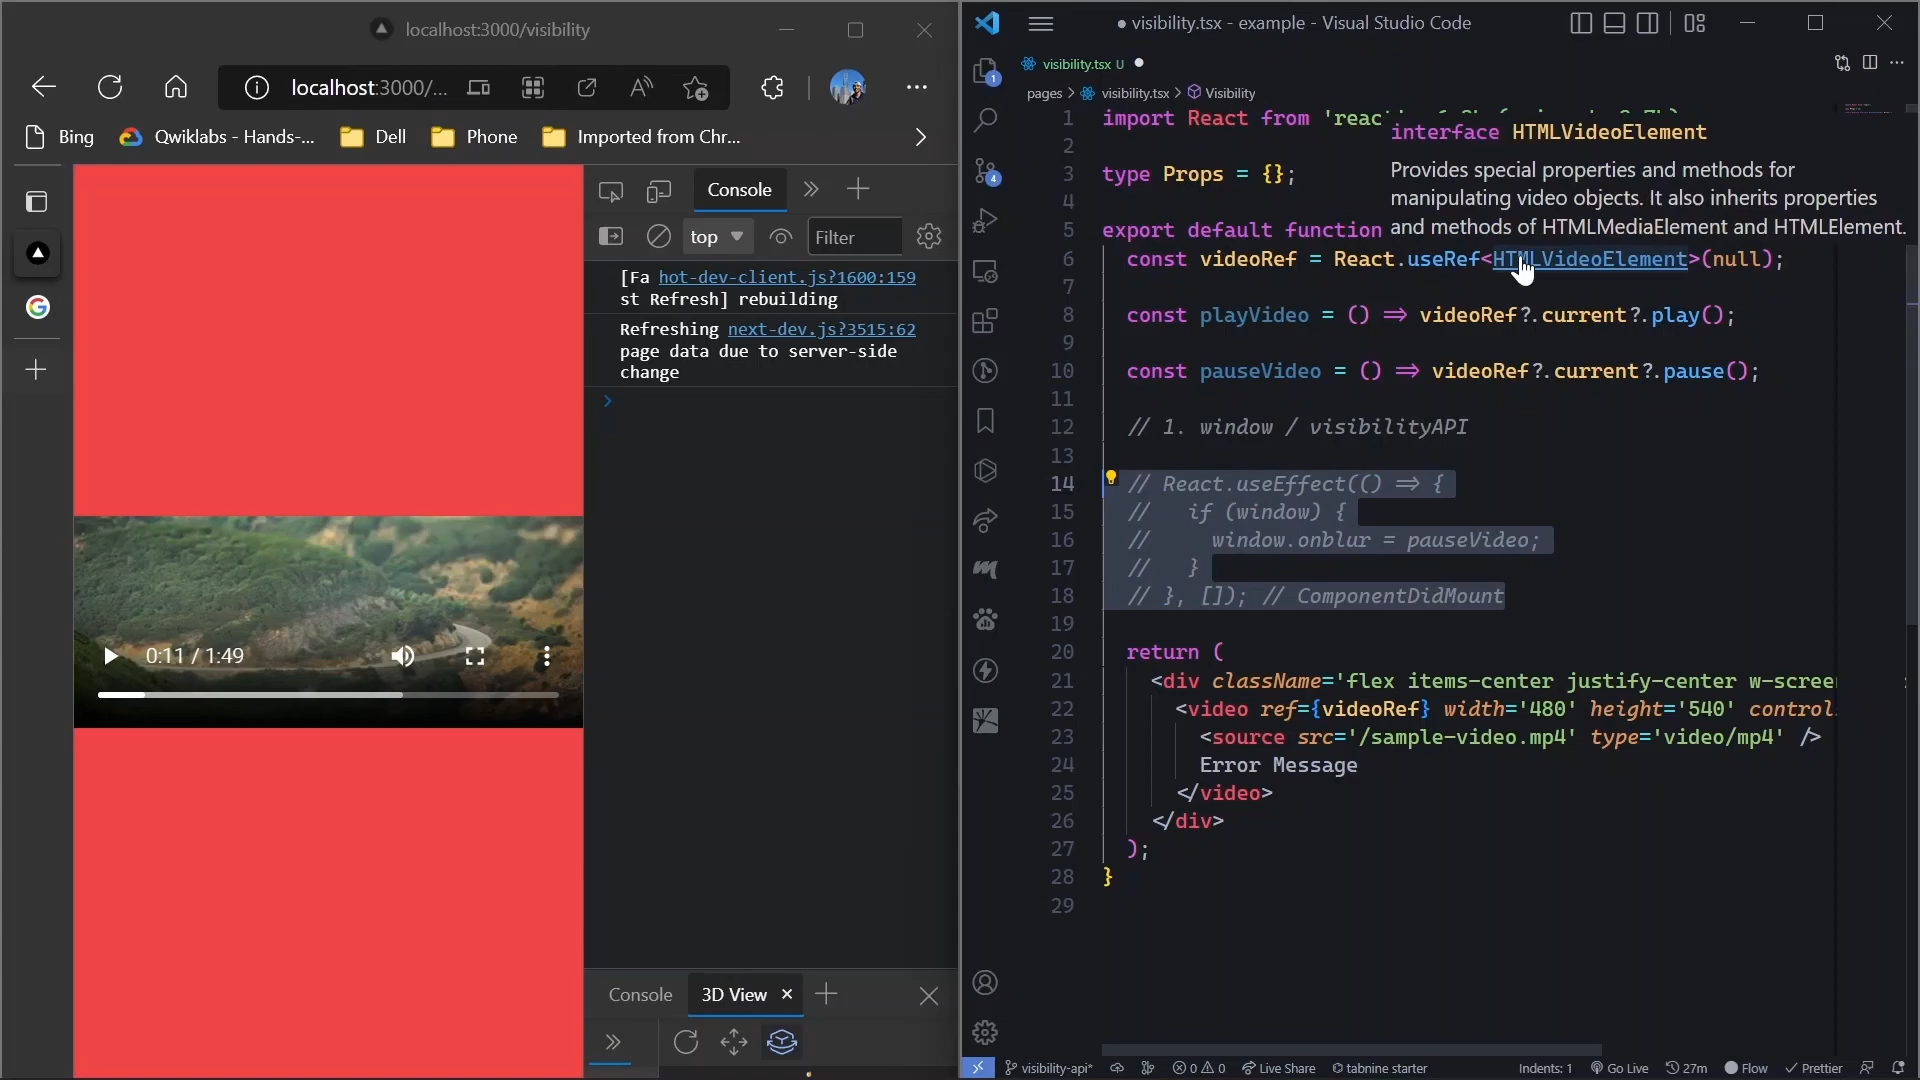 localhost:3000/visibility
localhost:3000/...
Bing
Qwiklabs - Hands-...
Dell
Phone
Imported from Chr...
Console
top
Filter
[Fa hot-dev-client.js?1600:159
st Refresh] rebuilding
Refreshing next-dev.js?3515:62
page data due to server-side
change
0:11 / 1:49
Console
3D View
● visibility.tsx - example - Visual Studio Code
1
visibility.tsx U ●
pages > visibility.tsx > Visibility
4
1 import React from 'reac
interface HTMLVideoElement
Provides special properties and methods for
manipulating video objects. It also inherits properties
and methods of HTMLMediaElement and HTMLElement.
2
3 type Props = {};
4
5 export default function
6 const videoRef = React.useRef<HTMLVideoElement>(null);
7
8 const playVideo = () => videoRef?.current?.play();
9
10 const pauseVideo = () => videoRef?.current?.pause();
11
12 // 1. window / visibilityAPI
13
14 // React.useEffect(() => {
15 // if (window) {
16 // window.onblur = pauseVideo;
17 // }
18 // }, []); // ComponentDidMount
19
20 return (
21 <div className='flex items-center justify-center w-screen
22 <video ref={videoRef} width='480' height='540' control
23 <source src='/sample-video.mp4' type='video/mp4' />
24 Error Message
25 </video>
26 </div>
27 );
28 }
29
visibility-api* 0 0 Live Share tabnine starter Indents: 1 Go Live 27m Flow Prettier